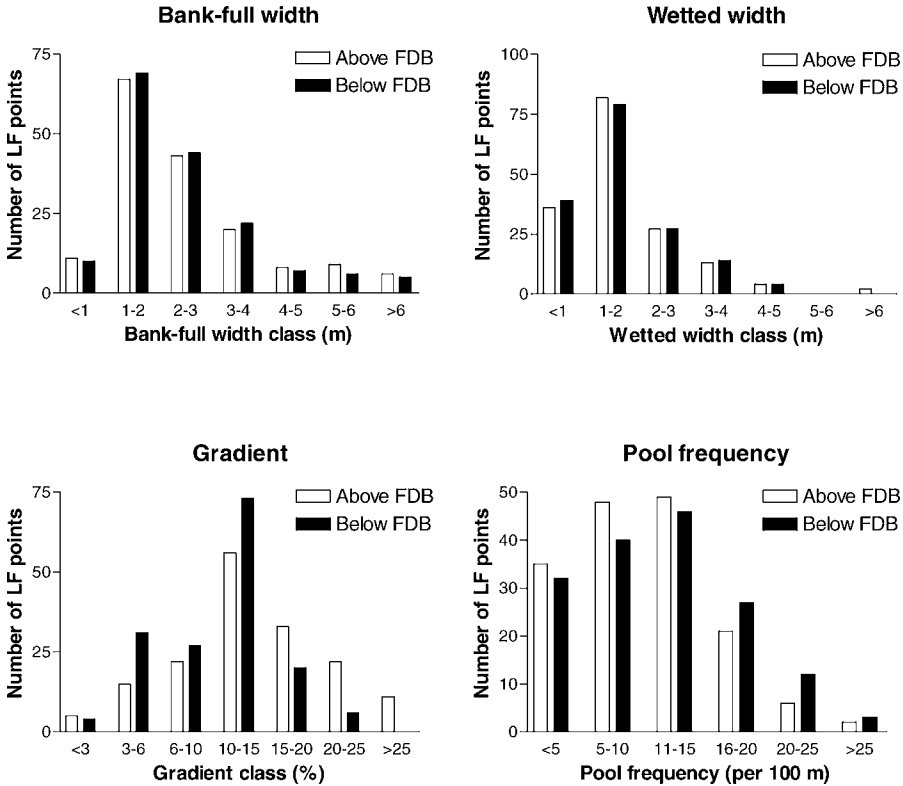 Bank-full width
75
50
25
0
Number of LF points
Above FDB
Below FDB
<1 1-2 2-3 3-4 4-5 5-6 >6
Bank-full width class (m)
Wetted width
100
75
50
25
0
Number of LF points
Above FDB
Below FDB
<1 1-2 2-3 3-4 4-5 5-6 >6
Wetted width class (m)
Gradient
75
50
25
0
Number of LF points
Above FDB
Below FDB
<3 3-6 6-10 10-15 15-20 20-25 >25
Gradient class (%)
Pool frequency
50
40
30
20
10
0
Number of LF points
Above FDB
Below FDB
<5 5-10 11-15 16-20 20-25 >25
Pool frequency (per 100 m)